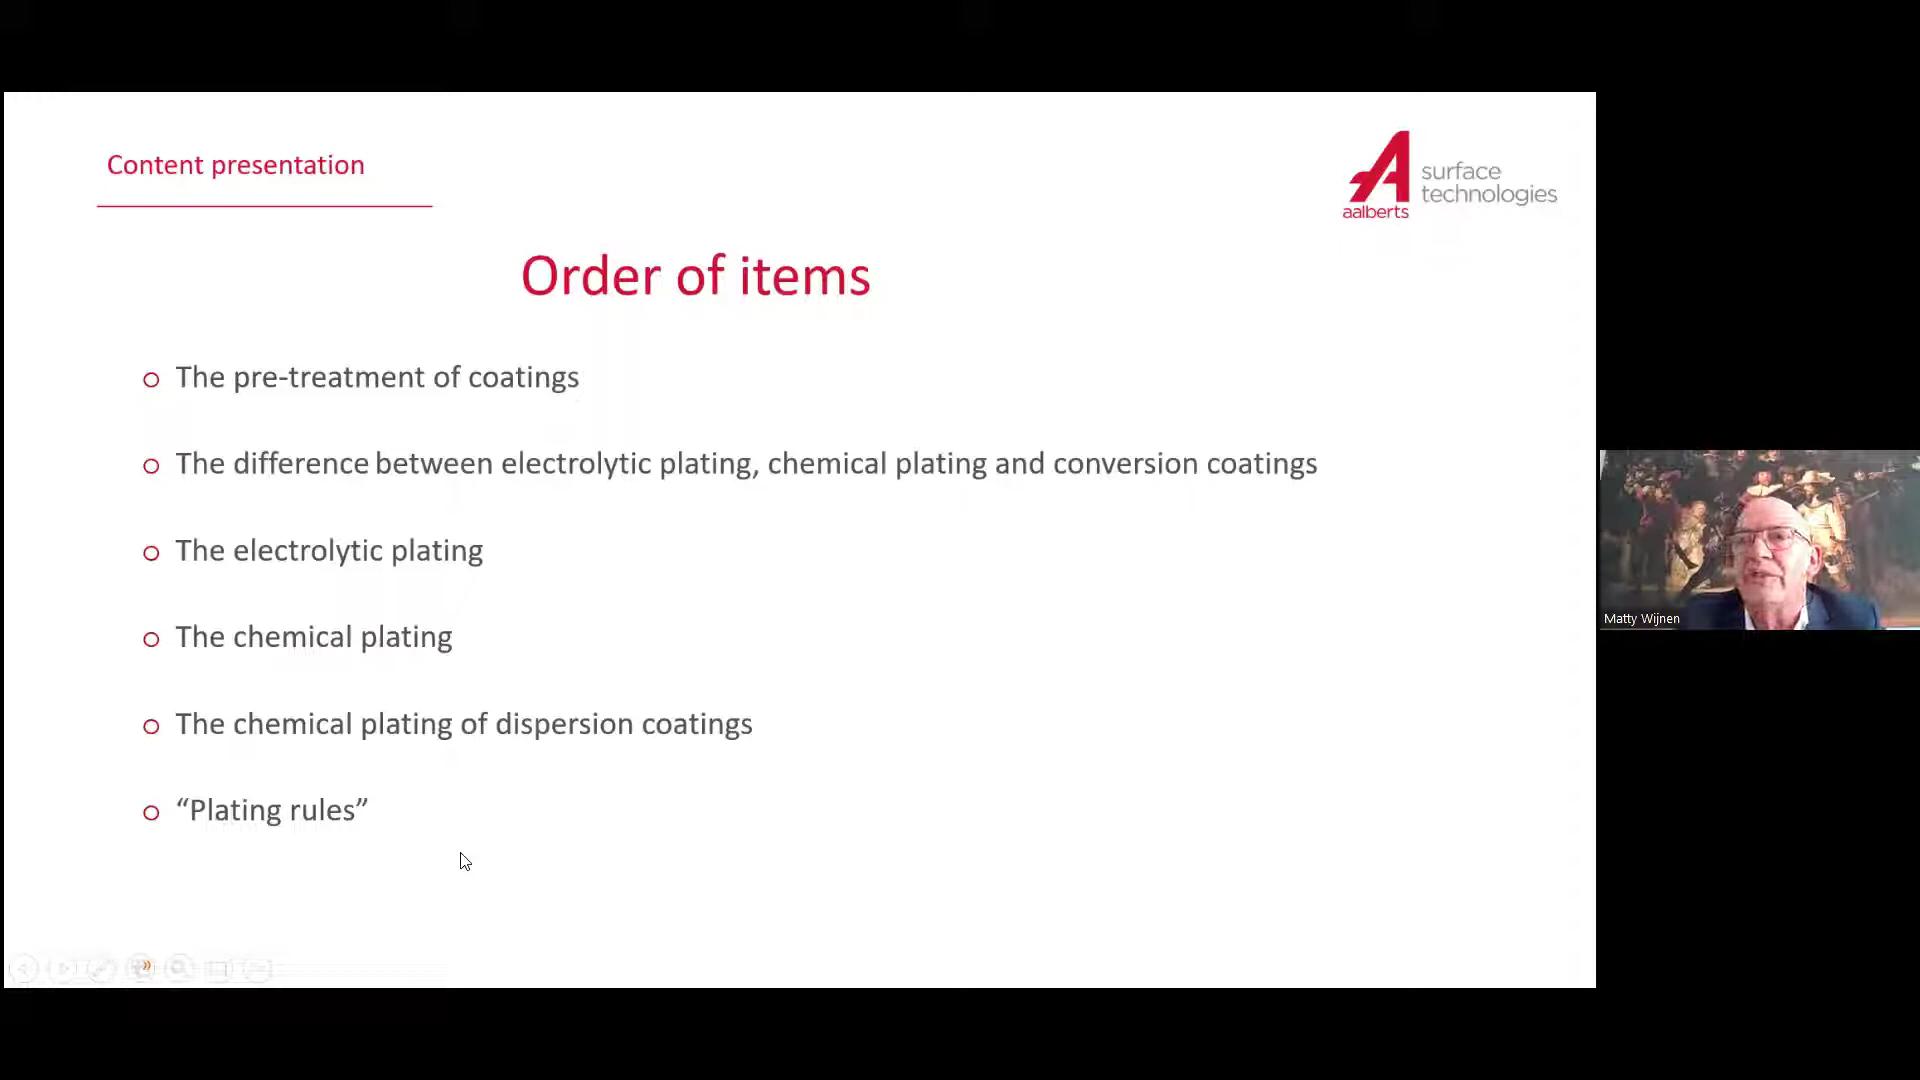 Content presentation
surface
technologies
aalberts
Order of items
The pre-treatment of coatings
The difference between electrolytic plating, chemical plating and conversion coatings
The electrolytic plating
The chemical plating
The chemical plating of dispersion coatings
“Plating rules”
Matty Wijnen